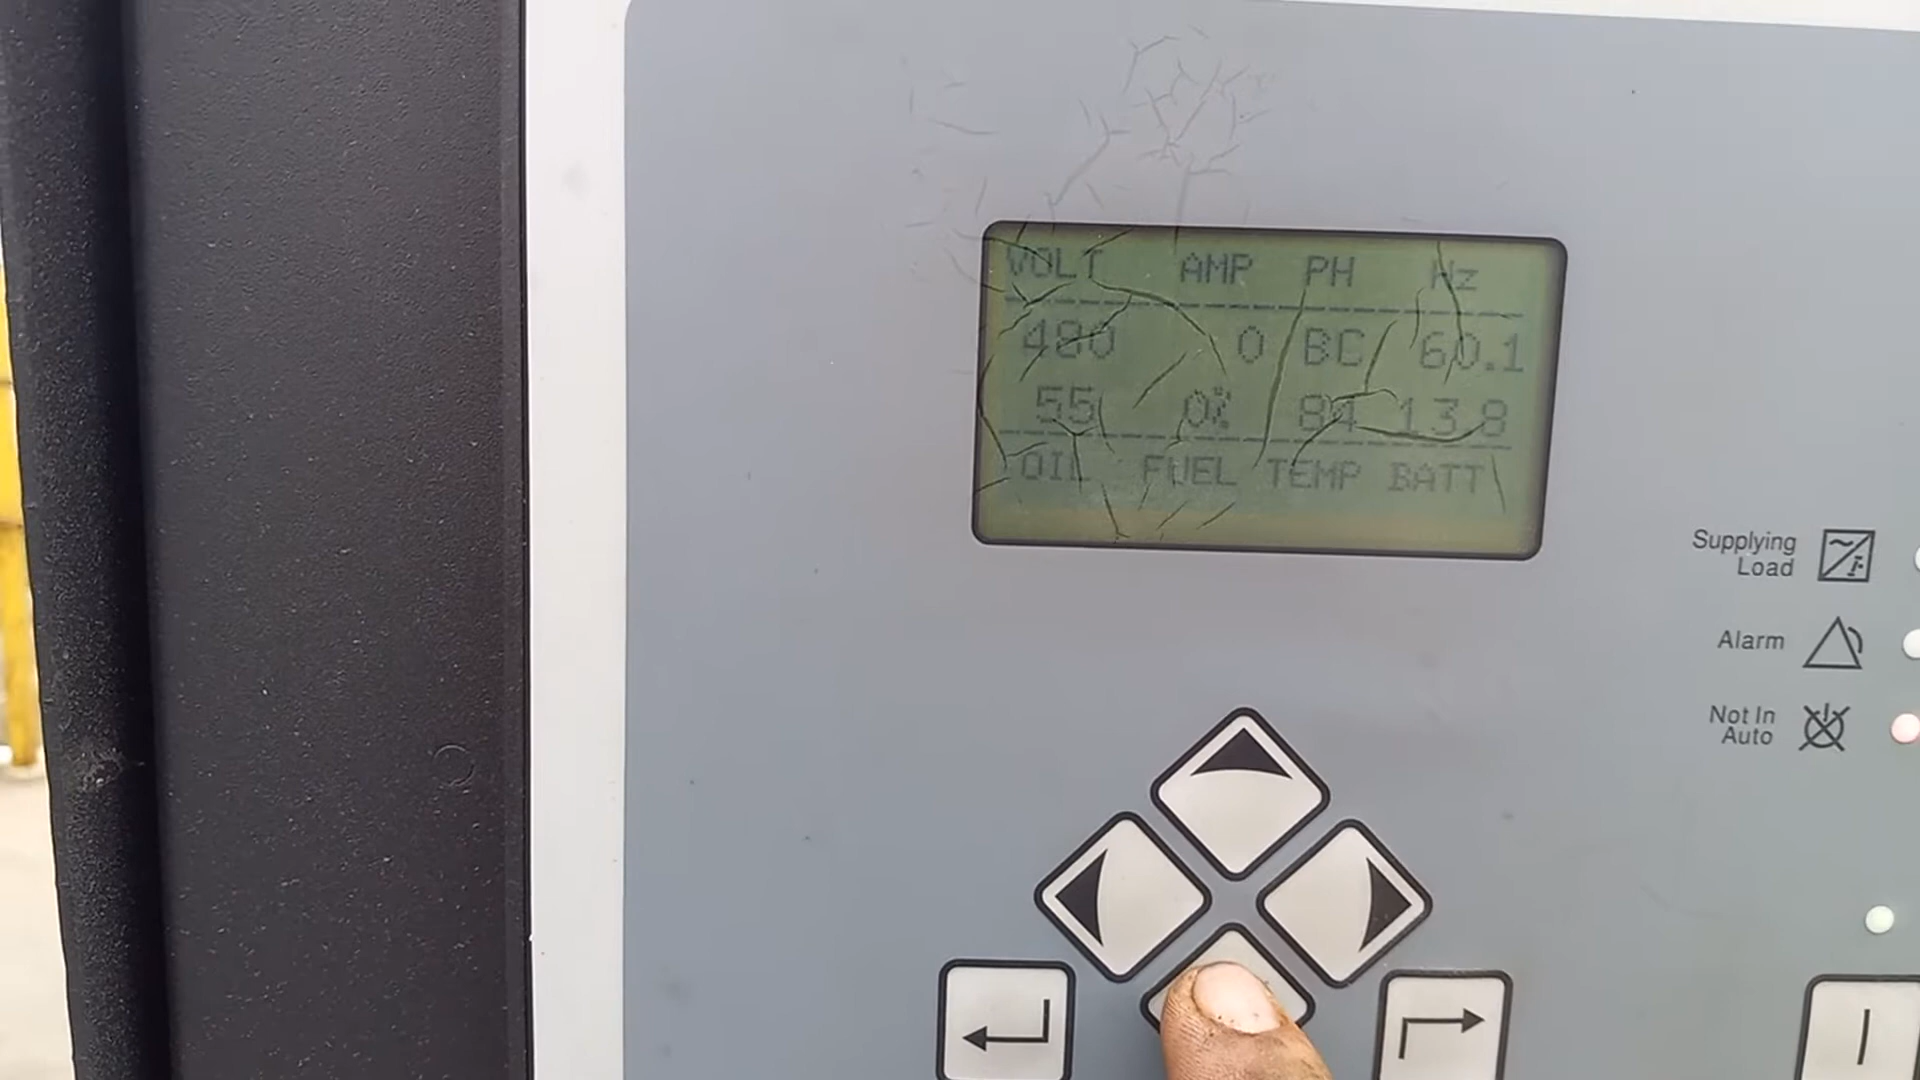 VOLT AMP PH Hz
480 0 BC 60.1
55 0% 84 13.8
OIL FUEL TEMP BATT
Supplying
Load
Alarm
Not In
Auto